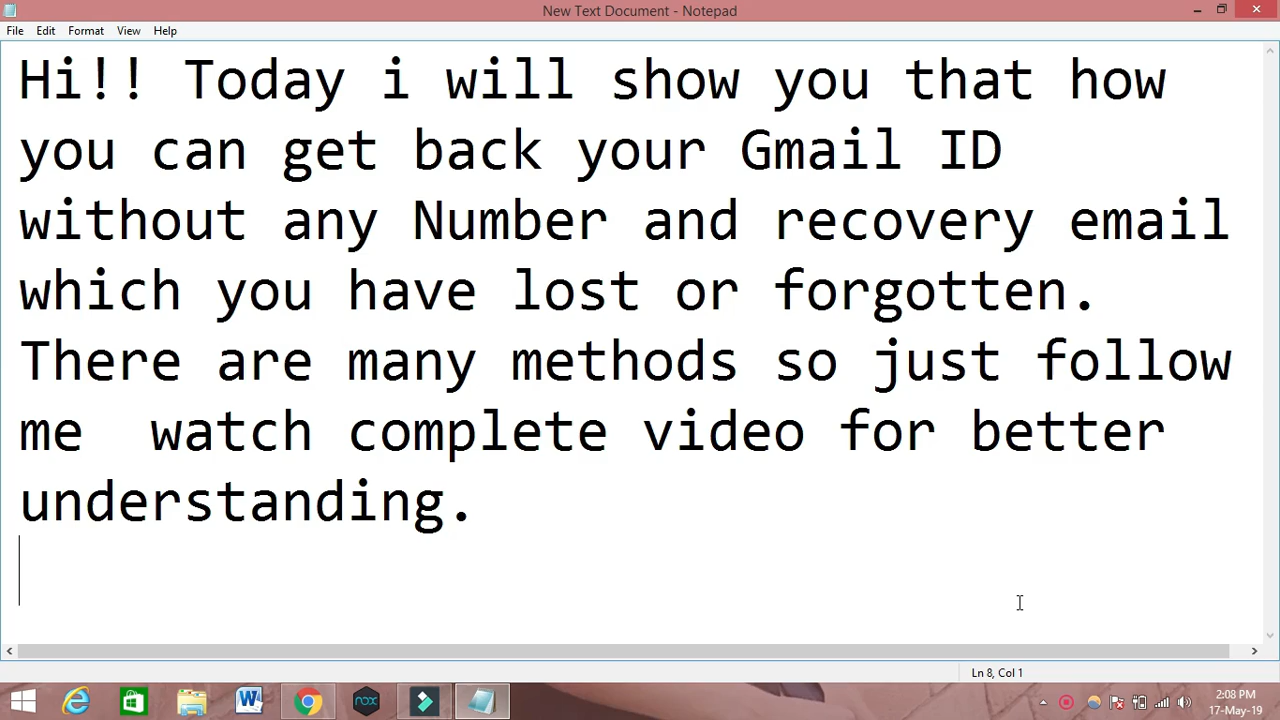 New Text Document - Notepad
File Edit Format View Help
Hi!! Today i will show you that how
you can get back your Gmail ID
without any Number and recovery email
which you have lost or forgotten.
There are many methods so just follow
me  watch complete video for better
understanding.
Ln 8, Col 1
nox
2:08 PM
17-May-19